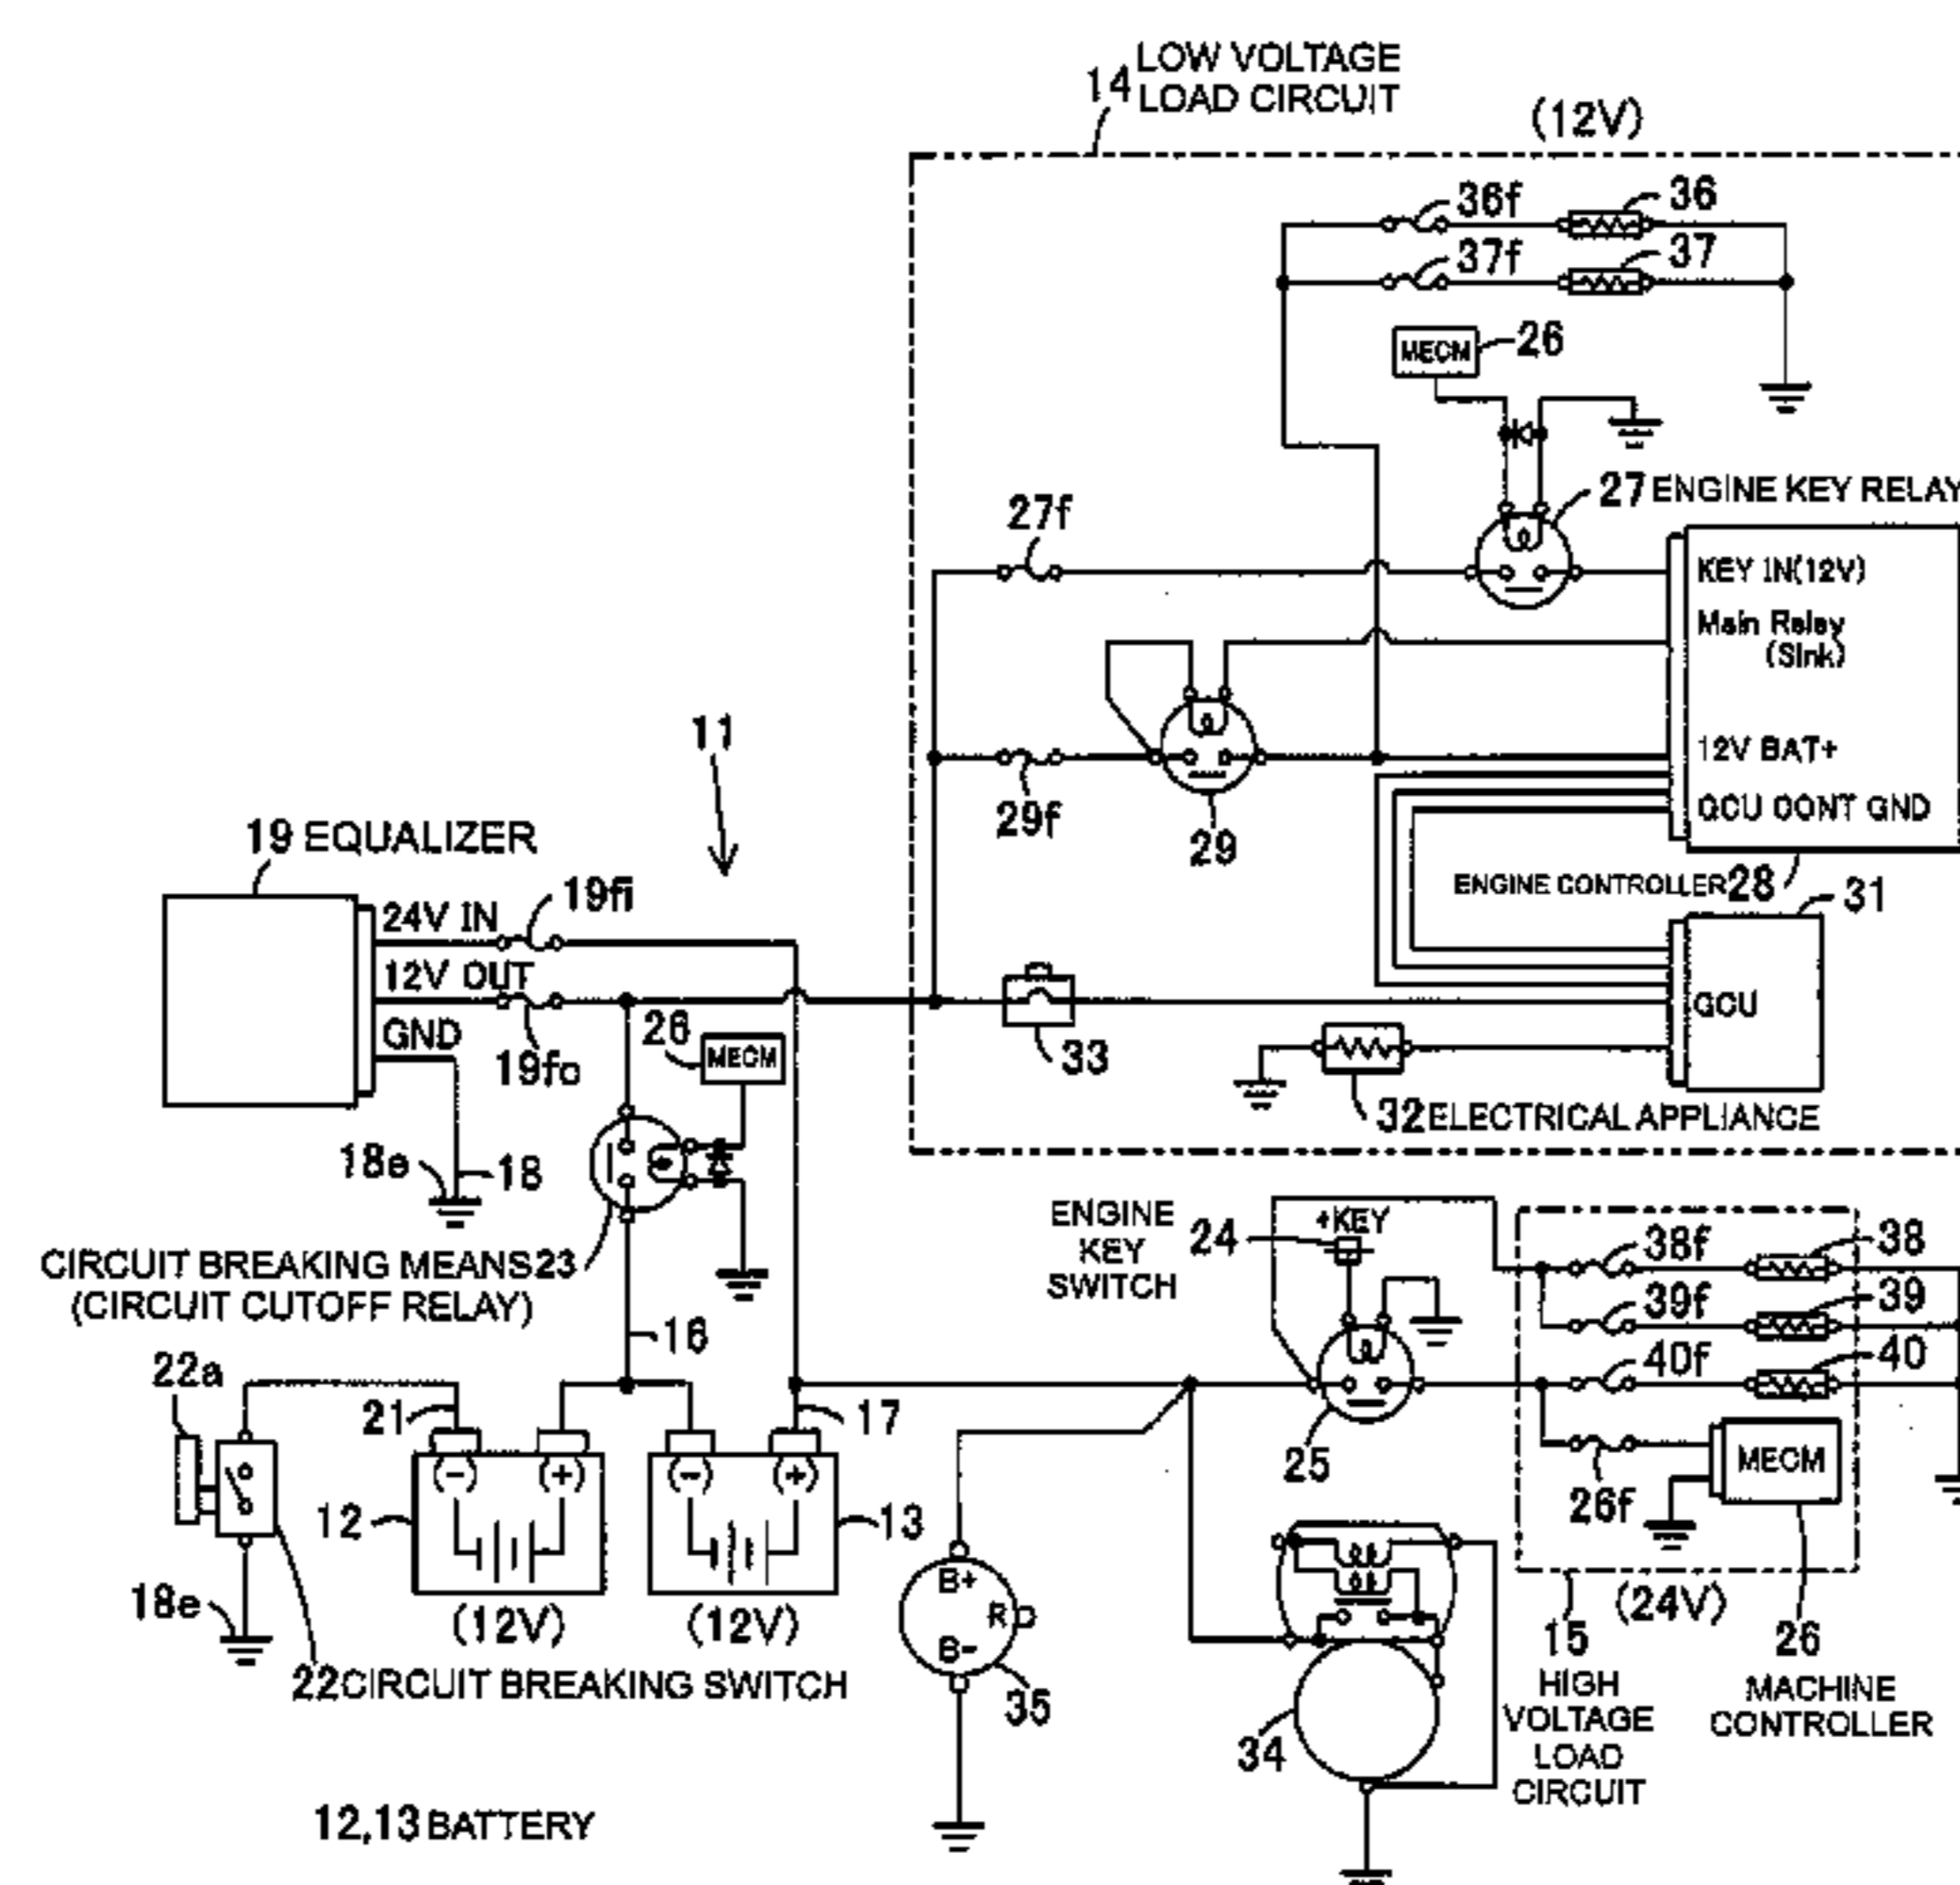 14 LOW VOLTAGE
LOAD CIRCUIT
(12V)
36f
36
37f
37
MECM
26
27f
27 ENGINE KEY RELAY
KEY IN(12V)
Main Relay
(Sink)
11
12V BAT+
29f
29
GCU CONT GND
19 EQUALIZER
ENGINE CONTROLLER 28
31
24V IN
19fi
12V OUT
GND
19fo
26
MECM
33
GCU
32 ELECTRICAL APPLIANCE
18e
18
CIRCUIT BREAKING MEANS 23
(CIRCUIT CUTOFF RELAY)
ENGINE
KEY
SWITCH
24
+KEY
38f
38
39f
39
40f
40
16
22a
21
17
(-)
(+)
(-)
(+)
25
26f
MECM
12
13
18e
(12V)
(12V)
B+
R
B-
35
(24V)
15
26
22 CIRCUIT BREAKING SWITCH
HIGH
VOLTAGE
LOAD
CIRCUIT
MACHINE
CONTROLLER
34
12,13 BATTERY